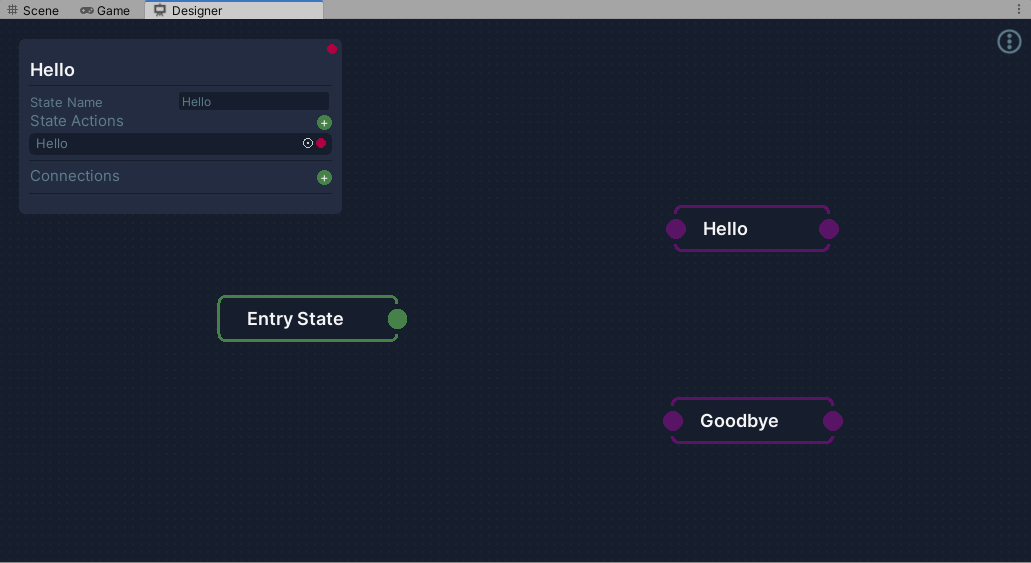 Scene Game Designer
Hello
State Name Hello
State Actions
Hello
Connections
Hello
Entry State
Goodbye